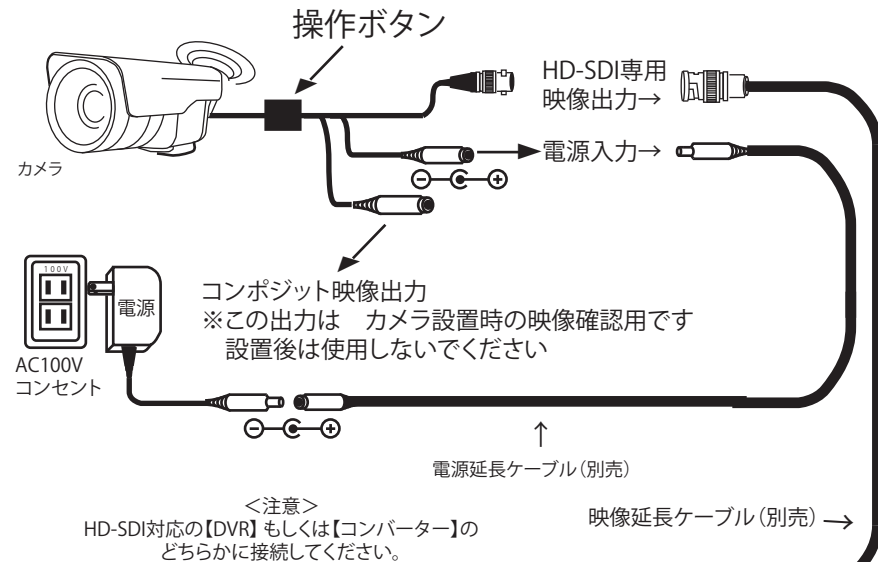 操作ボタン
HD-SDI専用
映像出力→
電源入力→
カメラ
コンポジット映像出力
※この出力は　カメラ設置時の映像確認用です
設置後は使用しないでください
100V
電源
AC100V
コンセント
↑
電源延長ケーブル（別売）
＜注意＞
HD-SDI対応の【DVR】もしくは【コンバーター】の
どちらかに接続してください。
映像延長ケーブル（別売）→